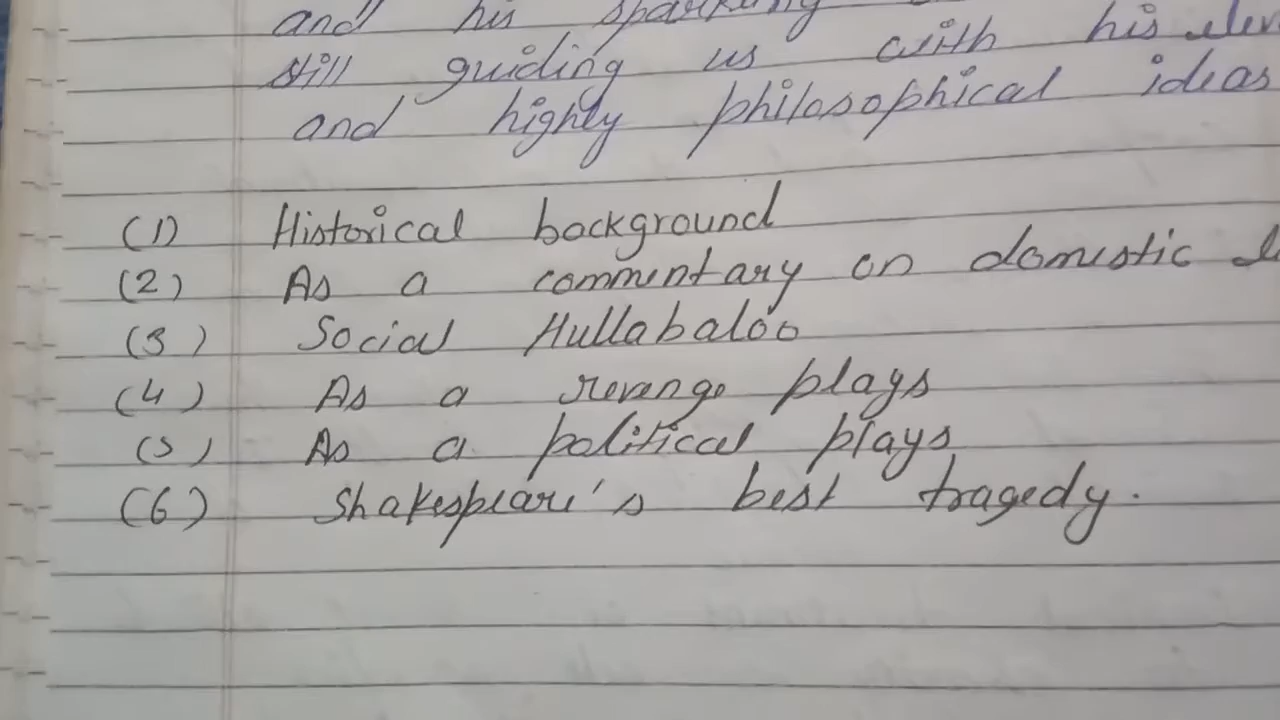 and his sparkling
still guiding us with his
and highly philosophical ideas
(1) Historical background
(2) As a commentary on domestic
(3) Social Hullabaloo
(4) As a revenge plays
(5) As a political plays
(6) Shakespeare's best tragedy.